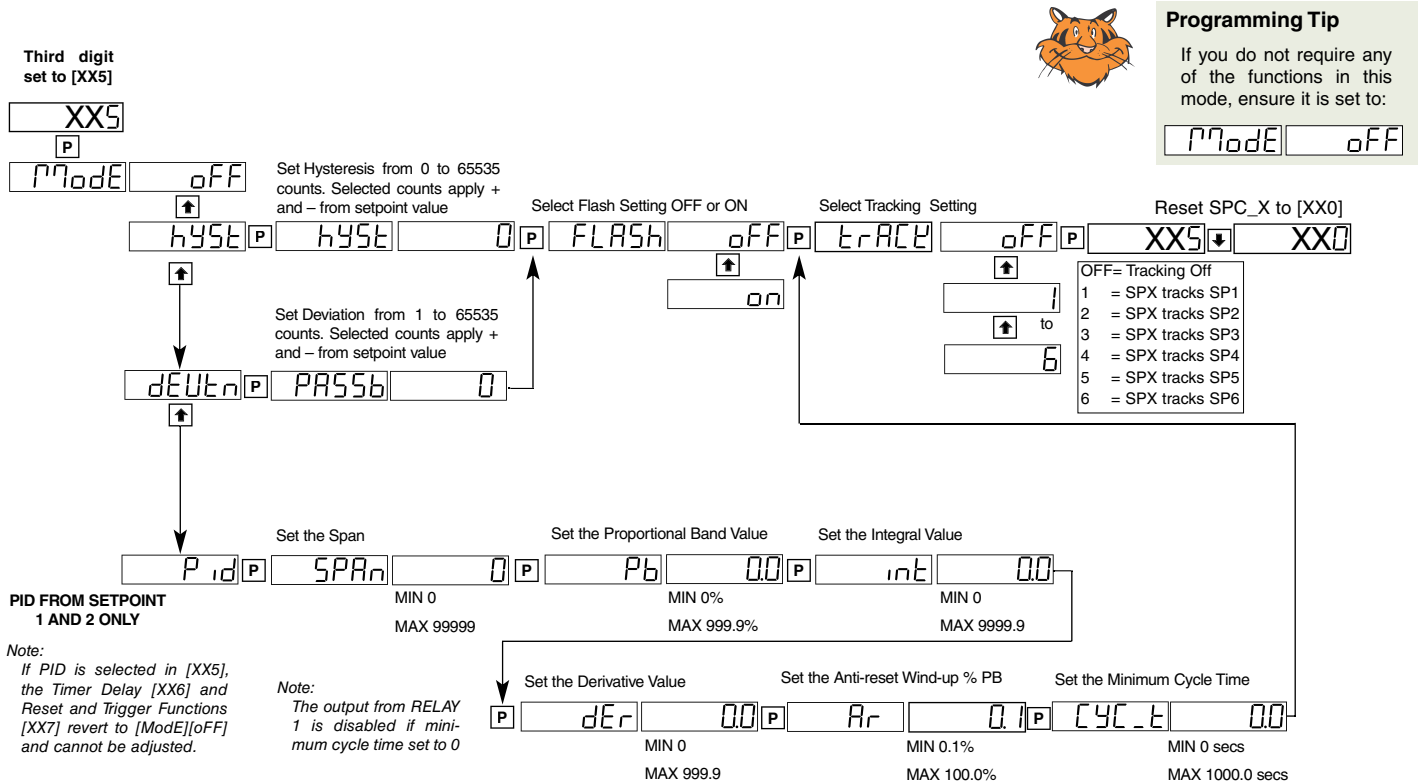 Programming Tip
If you do not require any
of the functions in this
mode, ensure it is set to:
ModE oFF
Third digit
set to [XX5]
XX5
P
ModE oFF
Set Hysteresis from 0 to 65535
counts. Selected counts apply +
and – from setpoint value
Select Flash Setting OFF or ON
Select Tracking Setting
Reset SPC_X to [XX0]
hYSt P hYSt 0 P FLASh oFF P trACK oFF P XX5 XX0
on
1
to
6
OFF= Tracking Off
1 = SPX tracks SP1
2 = SPX tracks SP2
3 = SPX tracks SP3
4 = SPX tracks SP4
5 = SPX tracks SP5
6 = SPX tracks SP6
Set Deviation from 1 to 65535
counts. Selected counts apply +
and – from setpoint value
dEVtn P PASSb 0
Set the Span
Set the Proportional Band Value
Set the Integral Value
Pid P SPAn 0 P Pb 0.0 P int 0.0
MIN 0
MAX 99999
MIN 0%
MAX 999.9%
MIN 0
MAX 9999.9
PID FROM SETPOINT
1 AND 2 ONLY
Note:
If PID is selected in [XX5],
the Timer Delay [XX6] and
Reset and Trigger Functions
[XX7] revert to [ModE][oFF]
and cannot be adjusted.
Note:
The output from RELAY
1 is disabled if mini-
mum cycle time set to 0
Set the Derivative Value
Set the Anti-reset Wind-up % PB
Set the Minimum Cycle Time
P dEr 0.0 P Ar 0.1 P CYC_t 0.0
MIN 0
MAX 999.9
MIN 0.1%
MAX 100.0%
MIN 0 secs
MAX 1000.0 secs